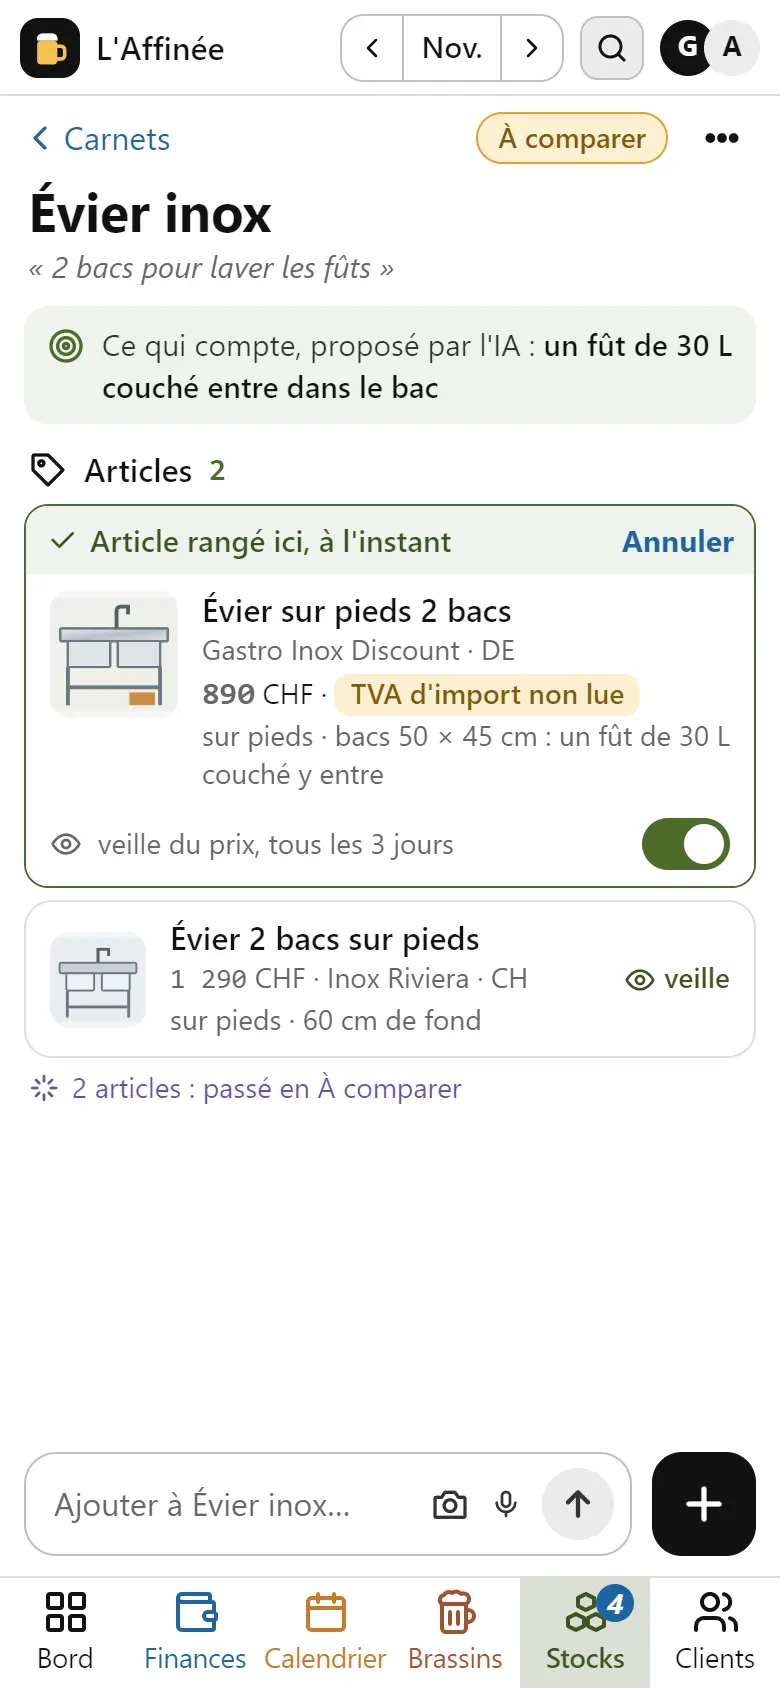 L'Affinée
Nov.
G
A
Carnets
À comparer
Évier inox
« 2 bacs pour laver les fûts »
Ce qui compte, proposé par l'IA : un fût de 30 L
couché entre dans le bac
Articles 2
Article rangé ici, à l'instant
Annuler
Évier sur pieds 2 bacs
Gastro Inox Discount · DE
890 CHF · TVA d'import non lue
sur pieds · bacs 50 × 45 cm : un fût de 30 L
couché y entre
veille du prix, tous les 3 jours
Évier 2 bacs sur pieds
1 290 CHF · Inox Riviera · CH
veille
sur pieds · 60 cm de fond
2 articles : passé en À comparer
Ajouter à Évier inox...
4
Bord
Finances
Calendrier
Brassins
Stocks
Clients